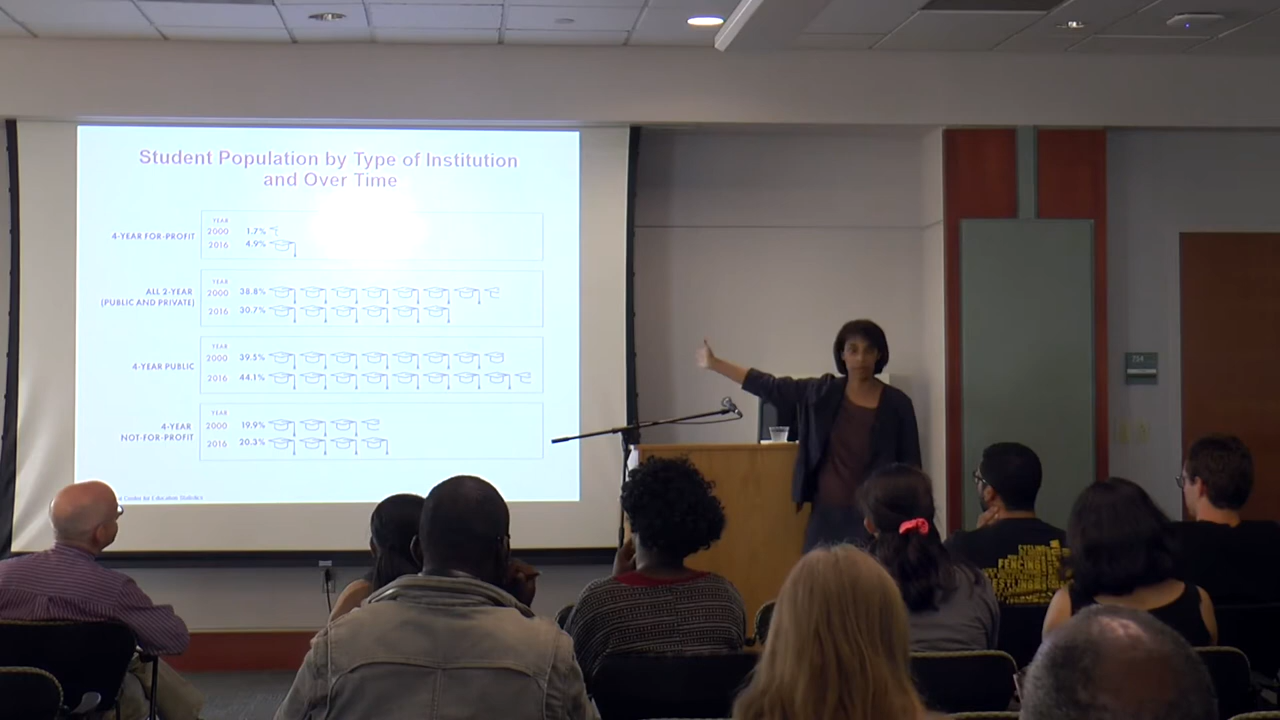 Student Population by Type of Institution
and Over Time
YEAR
4-YEAR FOR-PROFIT
2000 1.7%
2016 4.9%
YEAR
ALL 2-YEAR
(PUBLIC AND PRIVATE)
2000 38.8%
2016 30.7%
YEAR
4-YEAR PUBLIC
2000 39.5%
2016 44.1%
YEAR
4-YEAR
NOT-FOR-PROFIT
2000 19.9%
2016 20.3%
Center for Education Statistics
754
FENCING